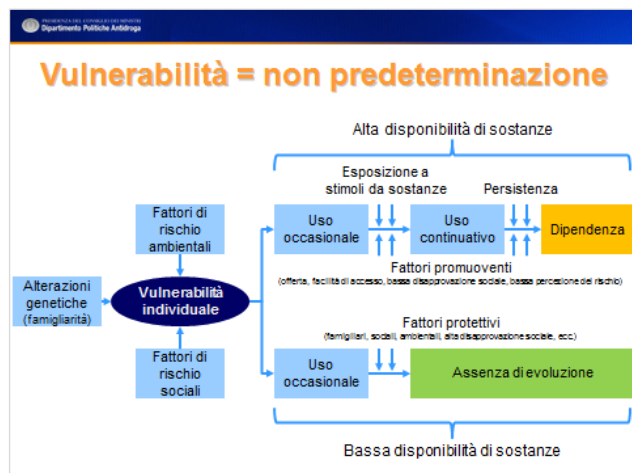 PRESIDENZA DEL CONSIGLIO DEI MINISTRI
Dipartimento Politiche Antidroga
Vulnerabilità = non predeterminazione
Alta disponibilità di sostanze
Esposizione a
stimoli da sostanze
Persistenza
Fattori di
rischio
ambientali
Uso
occasionale
Uso
continuativo
Dipendenza
Fattori promuoventi
(offerta, facilità di accesso, bassa disapprovazione sociale, bassa percezione del rischio)
Alterazioni
genetiche
(famigliarità)
Vulnerabilità
individuale
Fattori protettivi
(famigliari, sociali, ambientali, alta disapprovazione sociale, ecc.)
Fattori di
rischio
sociali
Uso
occasionale
Assenza di evoluzione
Bassa disponibilità di sostanze